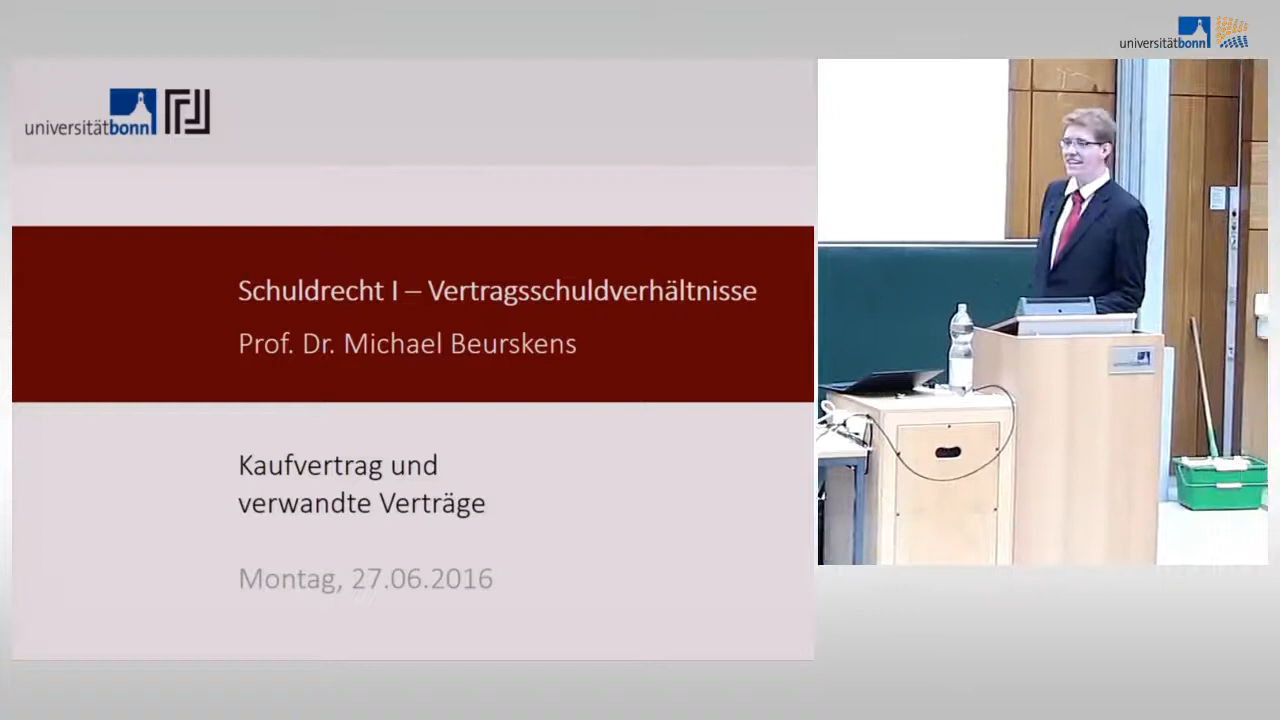 universitätbonn
universitätbonn
Schuldrecht I – Vertragsschuldverhältnisse
Prof. Dr. Michael Beurskens
Kaufvertrag und
verwandte Verträge
Montag, 27.06.2016